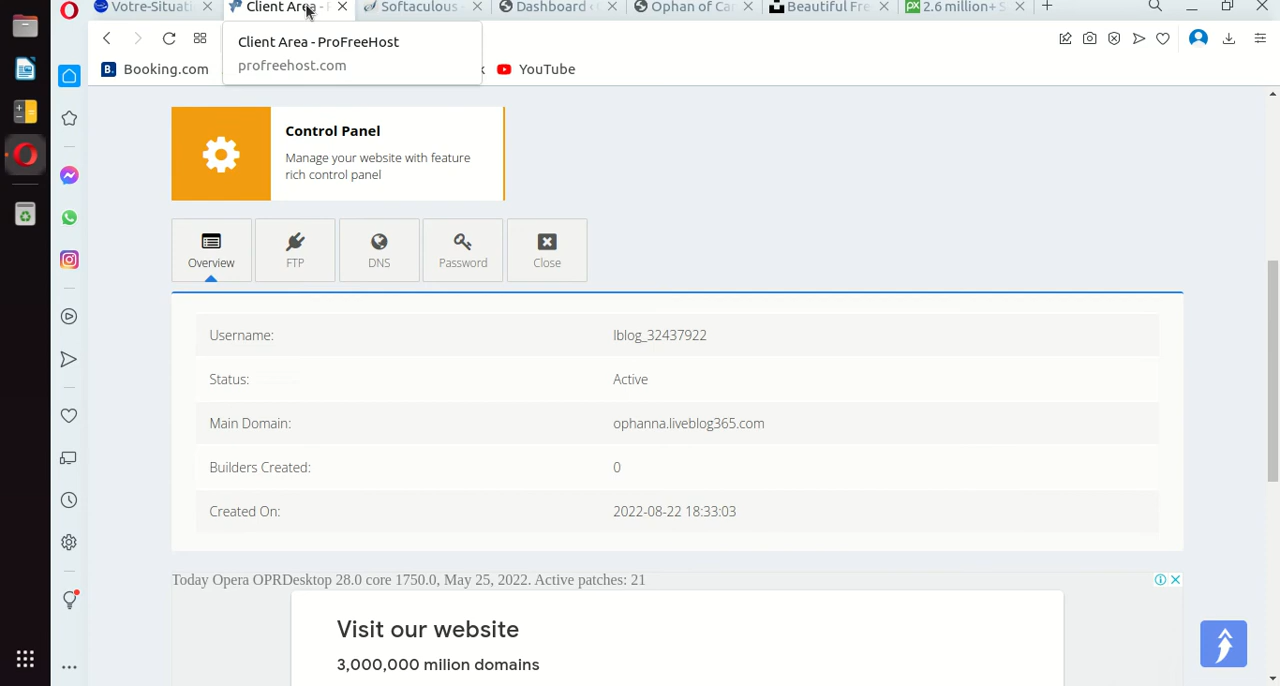 Votre-Situati
Client Area -
Softaculous -
Dashboard ‹
Ophan of Ca
Beautiful Fre
2.6 million+ S
Client Area - ProFreeHost
profreehost.com
B. Booking.com
YouTube
Control Panel
Manage your website with feature
rich control panel
Overview
FTP
DNS
Password
Close
Username: lblog_32437922
Status: Active
Main Domain: ophanna.liveblog365.com
Builders Created: 0
Created On: 2022-08-22 18:33:03
Today Opera OPRDesktop 28.0 core 1750.0, May 25, 2022. Active patches: 21
Visit our website
3,000,000 milion domains